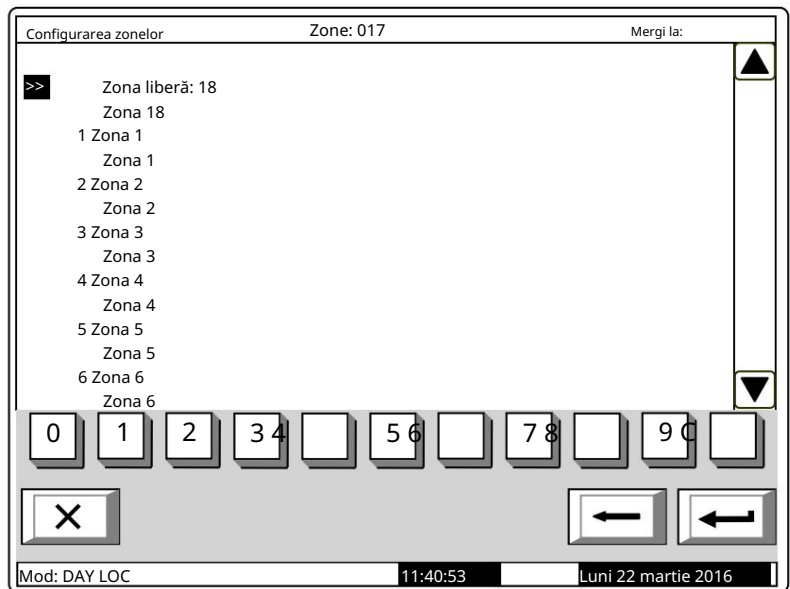 Configurarea zonelor Zone: 017 Mergi la:
>> Zona liberă: 18
Zona 18
1 Zona 1
Zona 1
2 Zona 2
Zona 2
3 Zona 3
Zona 3
4 Zona 4
Zona 4
5 Zona 5
Zona 5
6 Zona 6
Zona 6
0 1 2 3 4 5 6 7 8 9 C
Mod: DAY LOC 11:40:53 Luni 22 martie 2016